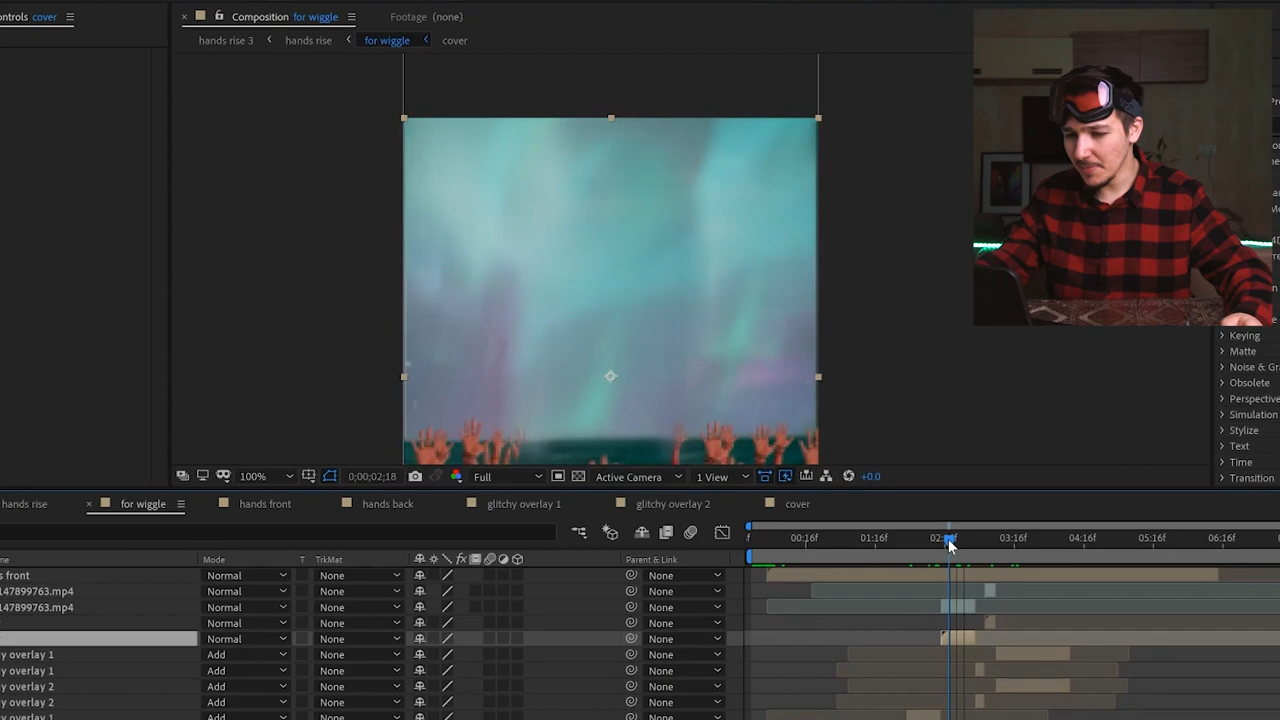 ontrols cover
Composition for wiggle
Footage (none)
hands rise 3
hands rise
for wiggle
cover
Keying
Matte
Noise & Gra
Obsolete
Perspective
Simulation
Stylize
Text
Time
Transition
100%
0;00;02;18
Full
Active Camera
1 View
+0.0
hands rise
for wiggle
hands front
hands back
glitchy overlay 1
glitchy overlay 2
cover
00:16f
01:16f
03:16f
04:16f
05:16f
06:16f
me
Mode
T
TrkMat
Parent & Link
s front
Normal
None
None
147899763.mp4
Normal
None
None
147899763.mp4
Normal
None
None
Normal
None
None
Normal
None
None
y overlay 1
Add
None
None
y overlay 1
Add
None
None
y overlay 2
Add
None
None
y overlay 2
Add
None
None
y overlay 1
Add
None
None